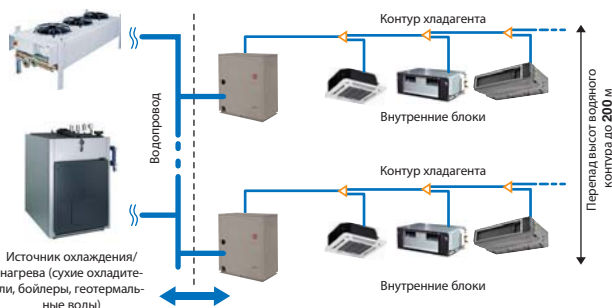 Контур хладагента
Внутренние блоки
Водопровод
Контур хладагента
Внутренние блоки
Источник охлаждения/
нагрева (сухие охладите-
ли, бойлеры, геотермаль-
ные воды)
Перепад высот водяного
контура до 200 м